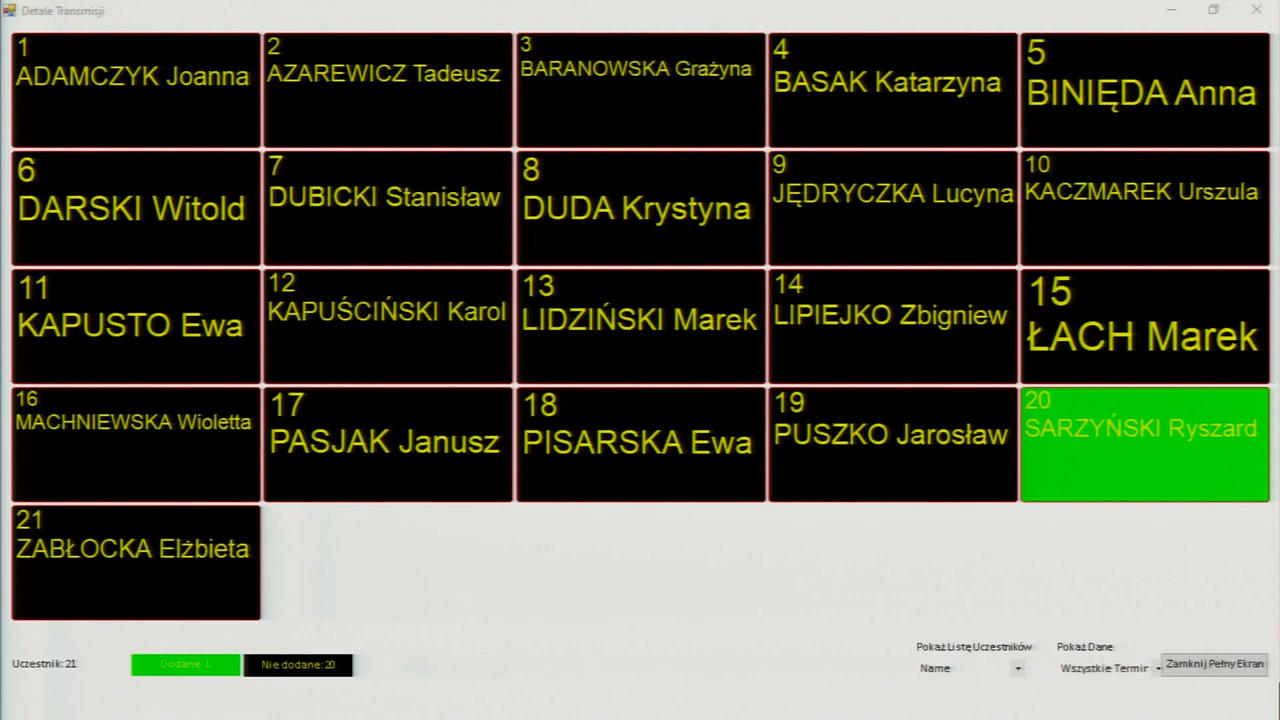 Detale Transmisji
1
ADAMCZYK Joanna
2
AZAREWICZ Tadeusz
3
BARANOWSKA Grażyna
4
BASAK Katarzyna
5
BINIĘDA Anna
6
DARSKI Witold
7
DUBICKI Stanisław
8
DUDA Krystyna
9
JĘDRYCZKA Lucyna
10
KACZMAREK Urszula
11
KAPUSTO Ewa
12
KAPUŚCIŃSKI Karol
13
LIDZIŃSKI Marek
14
LIPIEJKO Zbigniew
15
ŁACH Marek
16
MACHNIEWSKA Wioletta
17
PASJAK Janusz
18
PISARSKA Ewa
19
PUSZKO Jarosław
20
SARZYŃSKI Ryszard
21
ZABŁOCKA Elżbieta
Uczestnik: 21
Dodane: 1
Nie dodane: 20
Pokaż Listę Uczestników
Name
Pokaż Dane
Wszystkie Termir
Zamknij Pełny Ekran